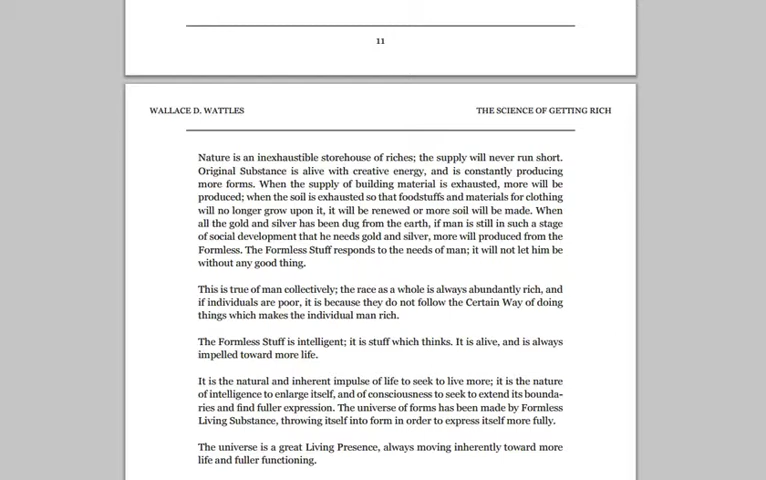 11
WALLACE D. WATTLES
THE SCIENCE OF GETTING RICH
Nature is an inexhaustible storehouse of riches; the supply will never run short.
Original Substance is alive with creative energy, and is constantly producing
more forms. When the supply of building material is exhausted, more will be
produced; when the soil is exhausted so that foodstuffs and materials for clothing
will no longer grow upon it, it will be renewed or more soil will be made. When
all the gold and silver has been dug from the earth, if man is still in such a stage
of social development that he needs gold and silver, more will produced from the
Formless. The Formless Stuff responds to the needs of man; it will not let him be
without any good thing.
This is true of man collectively; the race as a whole is always abundantly rich, and
if individuals are poor, it is because they do not follow the Certain Way of doing
things which makes the individual man rich.
The Formless Stuff is intelligent; it is stuff which thinks. It is alive, and is always
impelled toward more life.
It is the natural and inherent impulse of life to seek to live more; it is the nature
of intelligence to enlarge itself, and of consciousness to seek to extend its bounda-
ries and find fuller expression. The universe of forms has been made by Formless
Living Substance, throwing itself into form in order to express itself more fully.
The universe is a great Living Presence, always moving inherently toward more
life and fuller functioning.